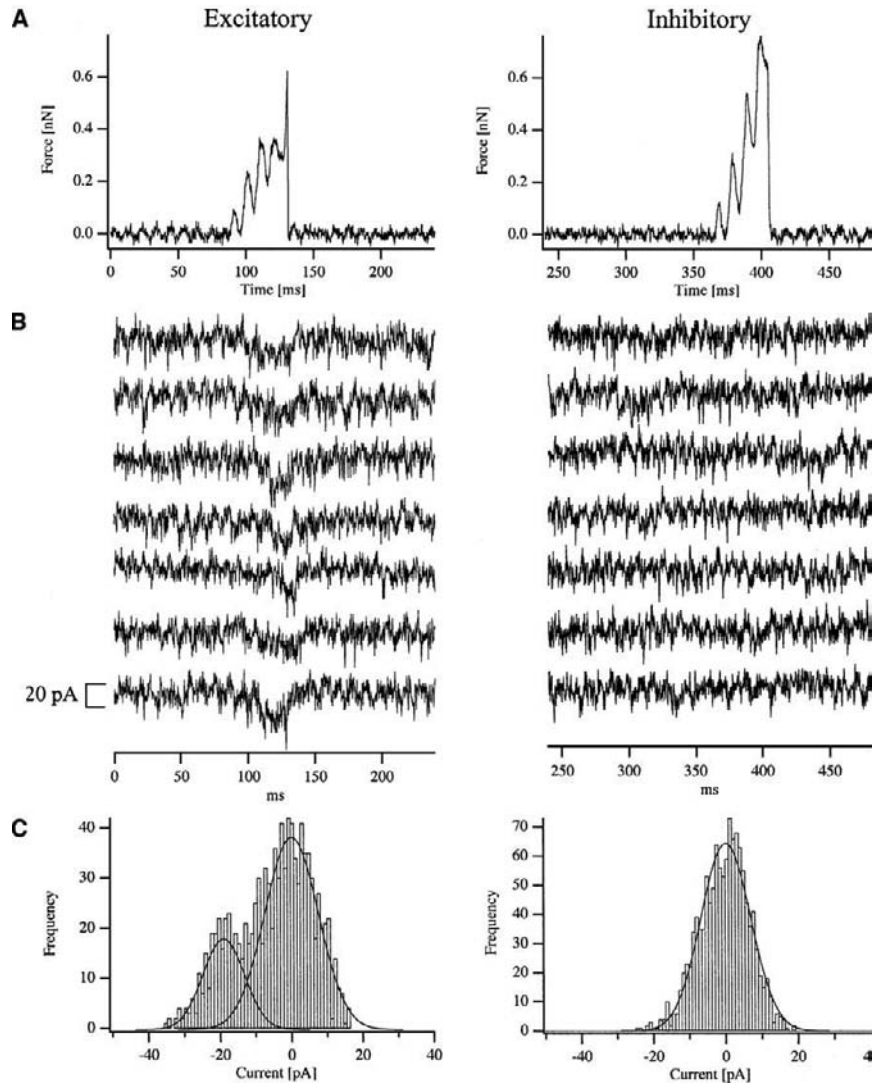 A
Excitatory
Inhibitory
Force [nN]
0.6
0.4
0.2
0.0
0 50 100 150 200
Time [ms]
Force [nN]
0.6
0.4
0.2
0.0
250 300 350 400 450
Time [ms]
B
20 pA
0 50 100 150 200
ms
250 300 350 400 450
ms
C
Frequency
40
30
20
10
0
-40 -20 0 20 40
Current [pA]
Frequency
70
60
50
40
30
20
10
0
-40 -20 0 20 40
Current [pA]